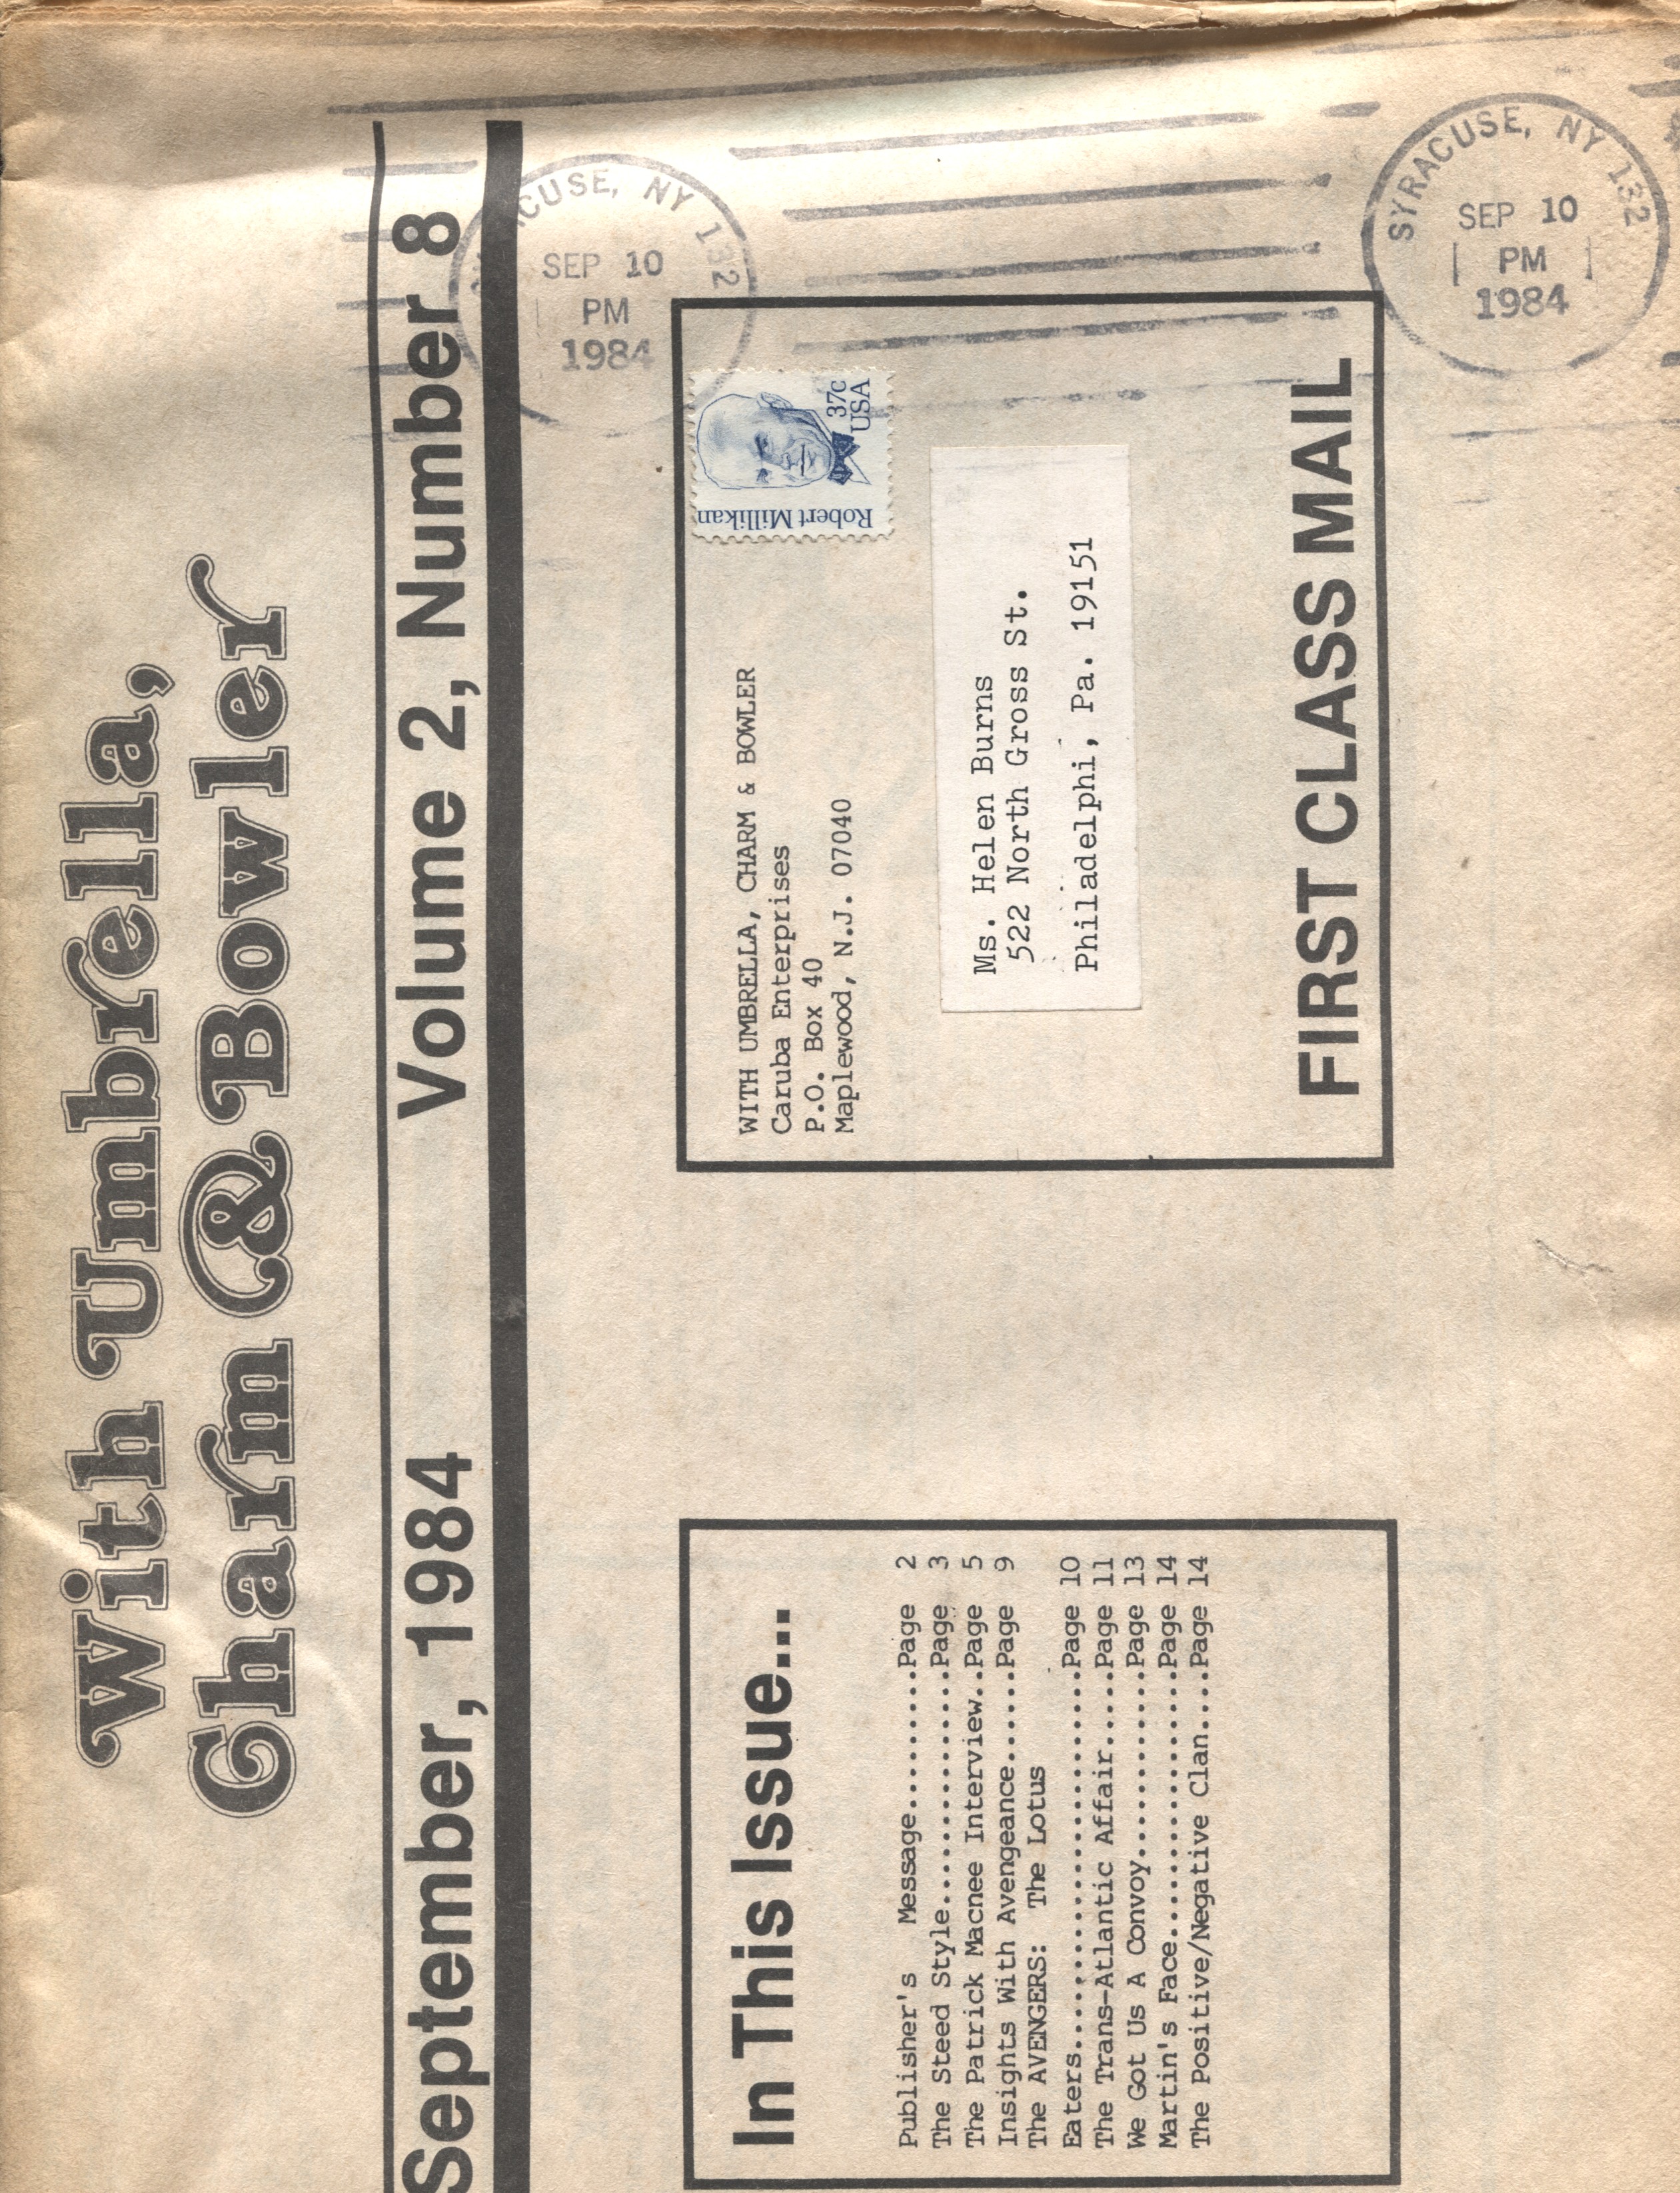 With Umbrella,
Charm & Bowler
September, 1984 Volume 2, Number 8
In This Issue...
Publisher's Message.........Page 2
The Steed Style................Page 3
The Patrick Macnee Interview..Page 5
Insights With Avengeance......Page 9
The AVENGERS: The Lotus
Eaters.........................Page 10
The Trans-Atlantic Affair.....Page 11
We Got Us A Convoy............Page 13
Martin's Face..................Page 14
The Positive/Negative Clan....Page 14
WITH UMBRELLA, CHARM & BOWLER
Caruba Enterprises
P.O. Box 40
Maplewood, N.J. 07040
Robert Millikan
37c
USA
Ms. Helen Burns
522 North Gross St.
Philadelphi, Pa. 19151
FIRST CLASS MAIL
CUSE, NY 132
SEP 10
PM
1984
SYRACUSE, NY 132
SEP 10
PM
1984